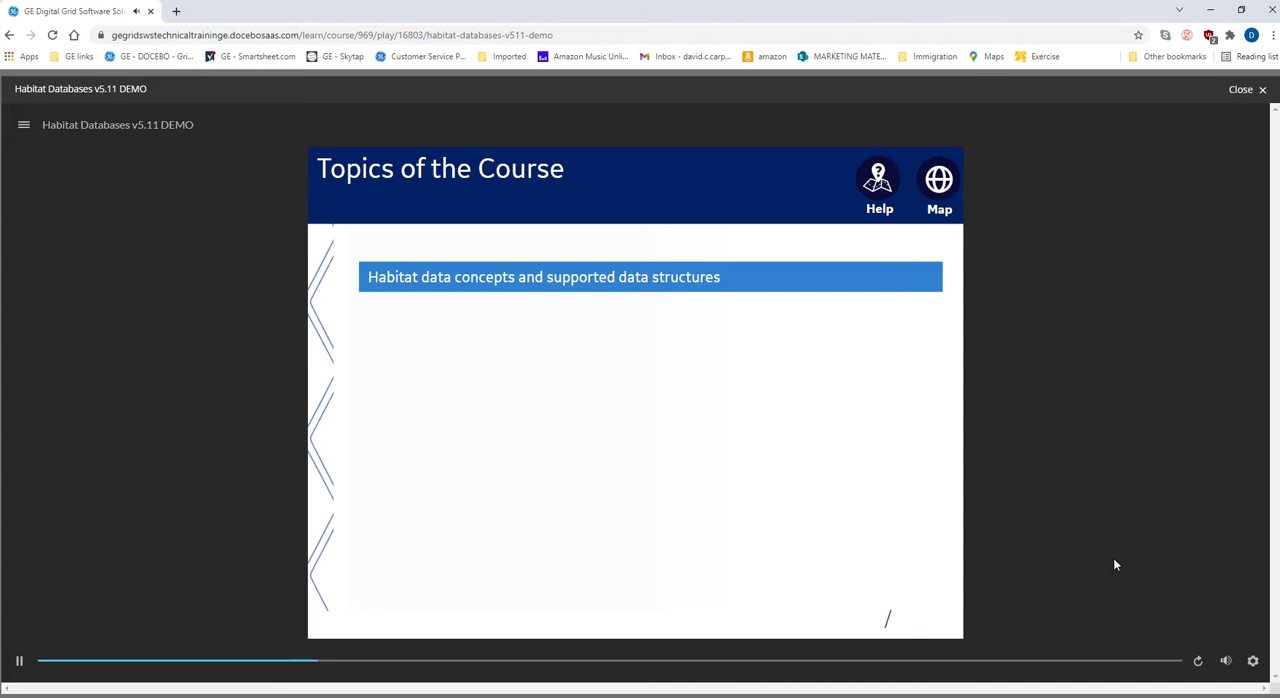 GE Digital Grid Software Solu
gegridswstechnicaltraininge.docebosaas.com/learn/course/969/play/16803/habitat-databases-v511-demo
2
D
Apps GE links GE - DOCEBO - Gri... GE - Smartsheet.com GE - Skytap Customer Service P... Imported Amazon Music Unli... Inbox - david.c.carp... amazon MARKETING MATE... Immigration Maps Exercise Other bookmarks Reading list
Habitat Databases v5.11 DEMO Close
Habitat Databases v5.11 DEMO
Topics of the Course
Help Map
Habitat data concepts and supported data structures
/